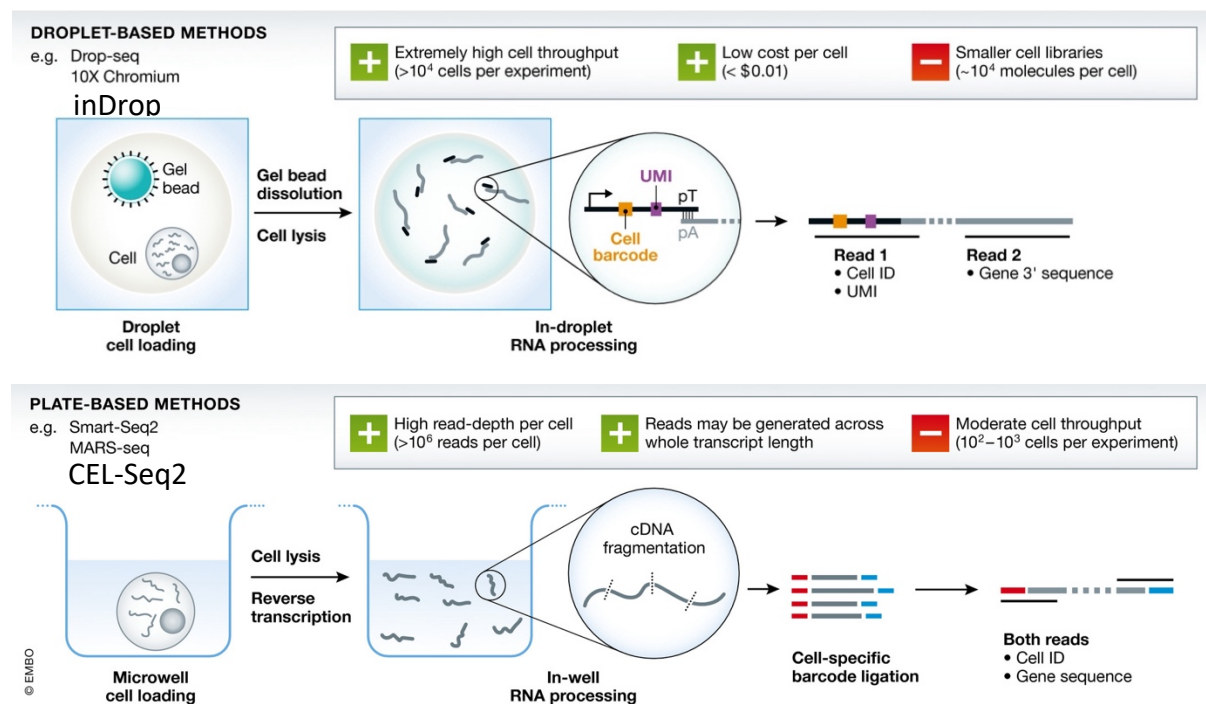 DROPLET-BASED METHODS
e.g. Drop-seq
10X Chromium
inDrop
+ Extremely high cell throughput
(>10⁴ cells per experiment)
+ Low cost per cell
(< $0.01)
− Smaller cell libraries
(~10⁴ molecules per cell)
Gel
bead
Cell
Gel bead
dissolution
Cell lysis
UMI
pT
pA
Cell
barcode
Read 1
• Cell ID
• UMI
Read 2
• Gene 3' sequence
Droplet
cell loading
In-droplet
RNA processing
PLATE-BASED METHODS
e.g. Smart-Seq2
MARS-seq
CEL-Seq2
+ High read-depth per cell
(>10⁶ reads per cell)
+ Reads may be generated across
whole transcript length
− Moderate cell throughput
(10²–10³ cells per experiment)
Cell lysis
Reverse
transcription
cDNA
fragmentation
Cell-specific
barcode ligation
Both reads
• Cell ID
• Gene sequence
Microwell
cell loading
In-well
RNA processing
© EMBO